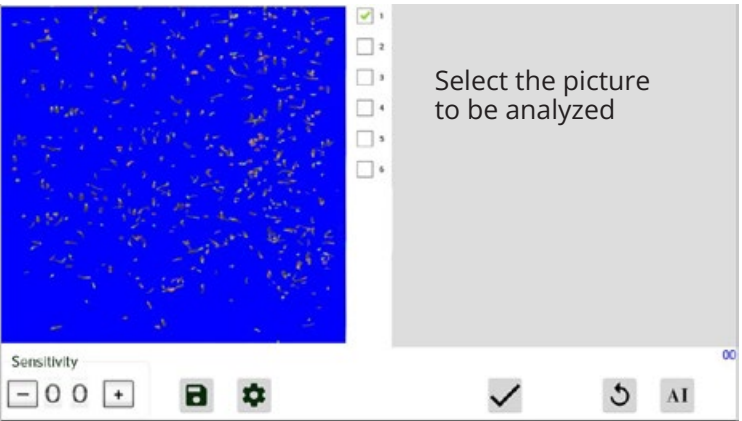 1
2
3
4
5
6
Select the picture
to be analyzed
00
Sensitivity
− 0 0 +
AI